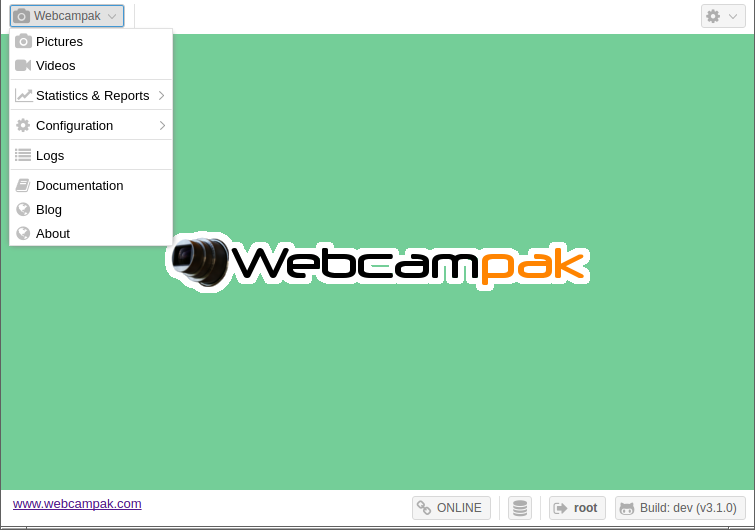 Webcampak
Pictures
Videos
Statistics & Reports
Configuration
Logs
Documentation
Blog
About
Webcampak
www.webcampak.com
ONLINE
root
Build: dev (v3.1.0)